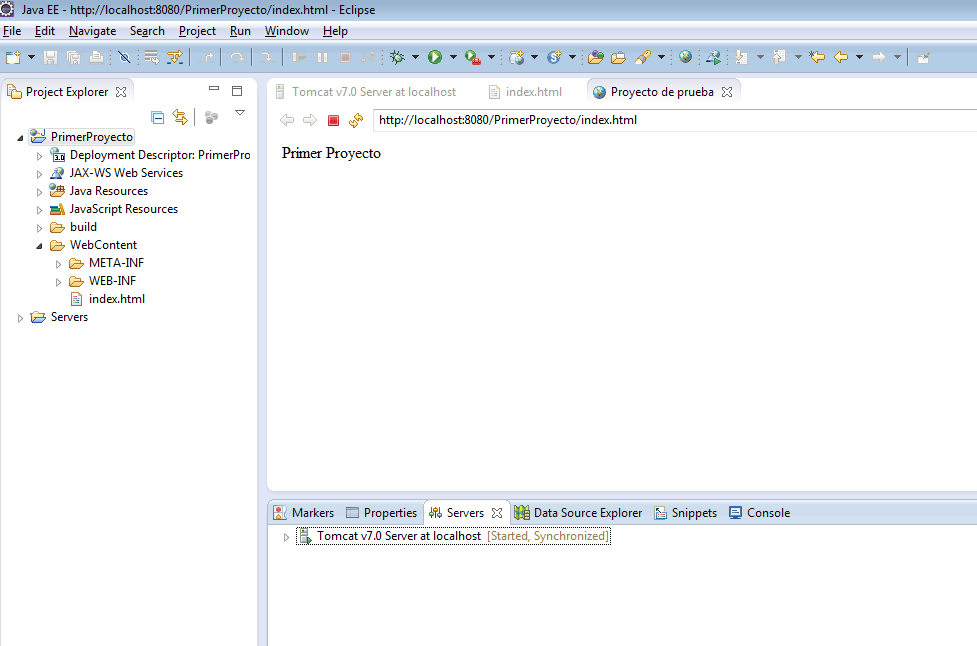 Java EE - http://localhost:8080/PrimerProyecto/index.html - Eclipse
File Edit Navigate Search Project Run Window Help
Project Explorer
PrimerProyecto
3.0 Deployment Descriptor: PrimerPro
JAX-WS Web Services
Java Resources
JavaScript Resources
build
WebContent
META-INF
WEB-INF
index.html
Servers
Tomcat v7.0 Server at localhost index.html Proyecto de prueba
http://localhost:8080/PrimerProyecto/index.html
Primer Proyecto
Markers Properties Servers Data Source Explorer Snippets Console
Tomcat v7.0 Server at localhost [Started, Synchronized]